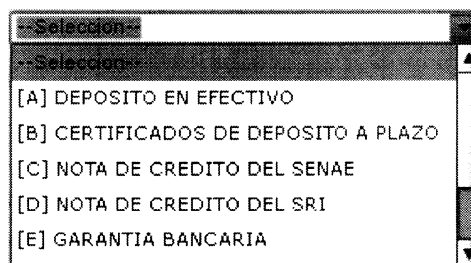 --Seleccion--
--Seleccion--
[A] DEPOSITO EN EFECTIVO
[B] CERTIFICADOS DE DEPOSITO A PLAZO
[C] NOTA DE CREDITO DEL SENAE
[D] NOTA DE CREDITO DEL SRI
[E] GARANTIA BANCARIA